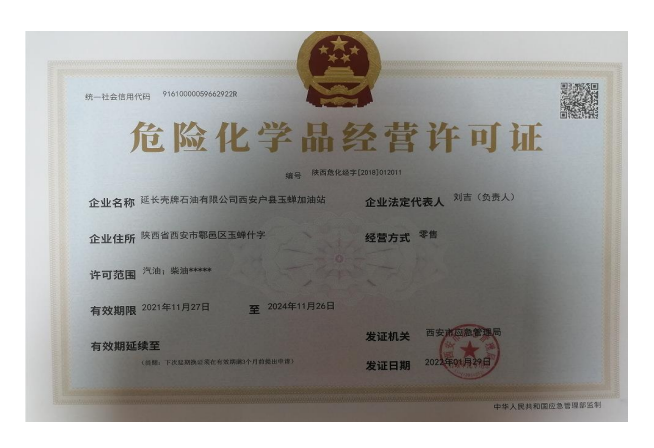 统一社会信用代码 91610000059662922R
危险化学品经营许可证
编号 陕西危化经字[2018]012011
企业名称 延长壳牌石油有限公司西安户县玉蝉加油站
企业法定代表人 刘吉（负责人）
企业住所 陕西省西安市鄠邑区玉蝉什字
经营方式 零售
许可范围 汽油；柴油*****
有效期限 2021年11月27日 至 2024年11月26日
发证机关 西安市应急管理局
有效期延续至
发证日期 2022年01月29日
中华人民共和国应急管理部监制